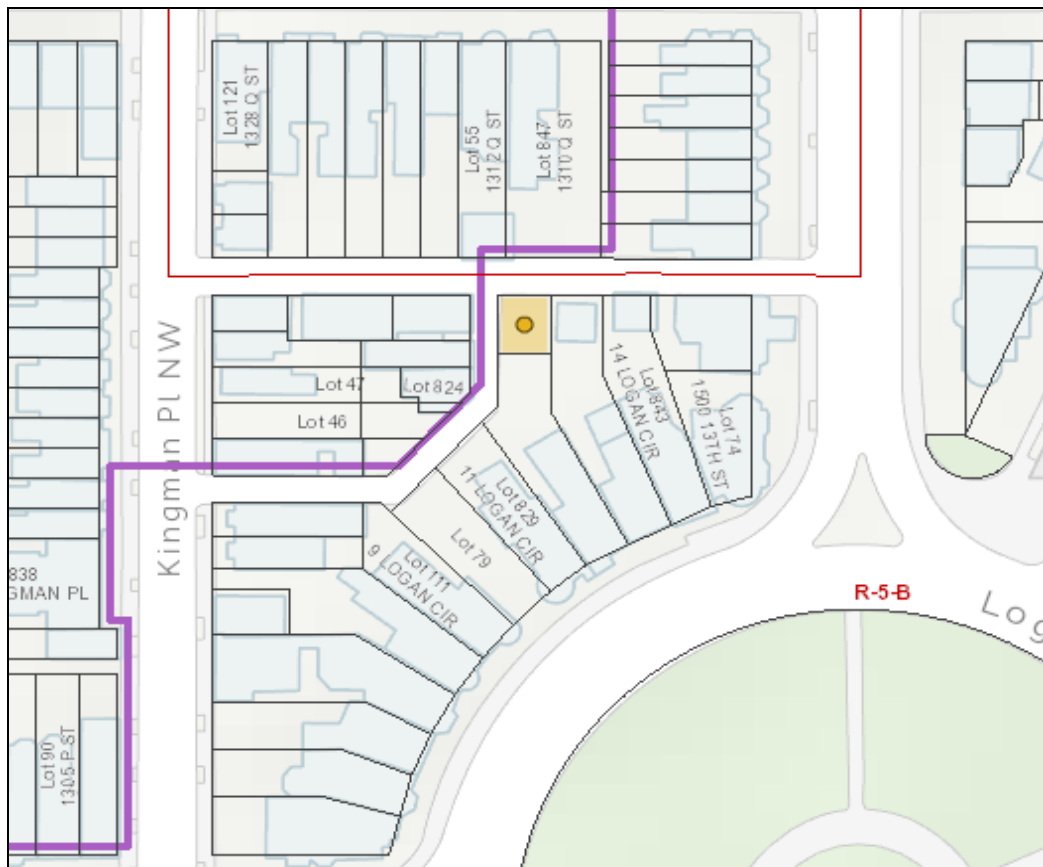 Lot 121
1328 Q ST
Lot 55
1312 Q ST
Lot 847
1310 Q ST
Kingman Pl NW
Lot 47
Lot 824
Lot 46
Lot 843
14 LOGAN CIR
Lot 74
1500 13TH ST
Lot 829
11 LOGAN CIR
Lot 79
Lot 111
9 LOGAN CIR
838
GMAN PL
R-5-B
Log
Lot 90
1305 P ST